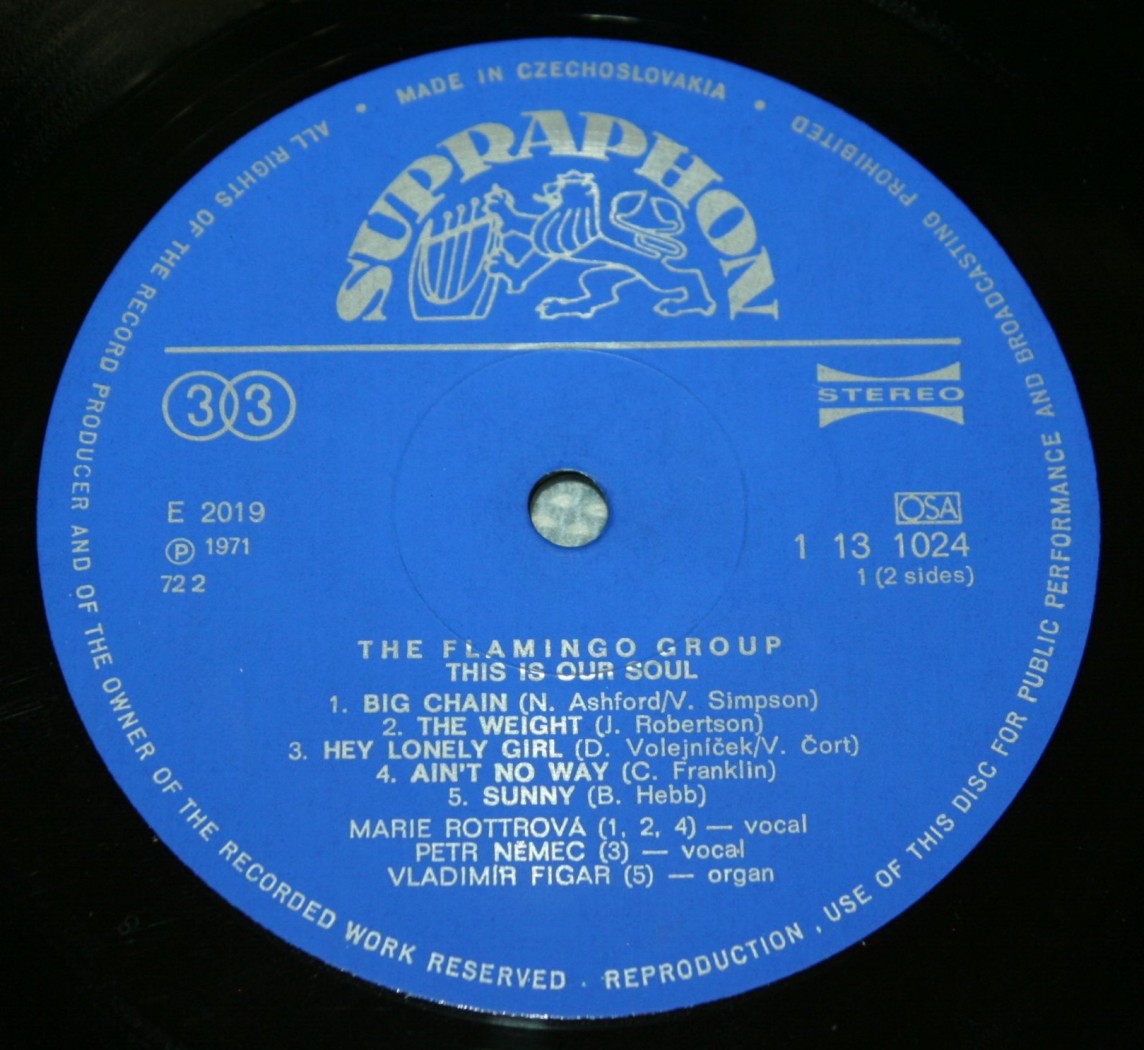 MADE IN CZECHOSLOVAKIA
SUPRAPHON
33
STEREO
E 2019
Ⓟ 1971
72 2
OSA
1 13 1024
1 (2 sides)
THE FLAMINGO GROUP
THIS IS OUR SOUL
1. BIG CHAIN (N. Ashford/V. Simpson)
2. THE WEIGHT (J. Robertson)
3. HEY LONELY GIRL (D. Volejníček/V. Čort)
4. AIN'T NO WAY (C. Franklin)
5. SUNNY (B. Hebb)
MARIE ROTTROVÁ (1, 2, 4) — vocal
PETR NĚMEC (3) — vocal
VLADIMÍR FIGAR (5) — organ
ALL RIGHTS OF THE RECORD PRODUCER AND OF THE OWNER OF THE RECORDED WORK RESERVED . REPRODUCTION , USE OF THIS DISC FOR PUBLIC PERFORMANCE AND BROADCASTING PROHIBITED